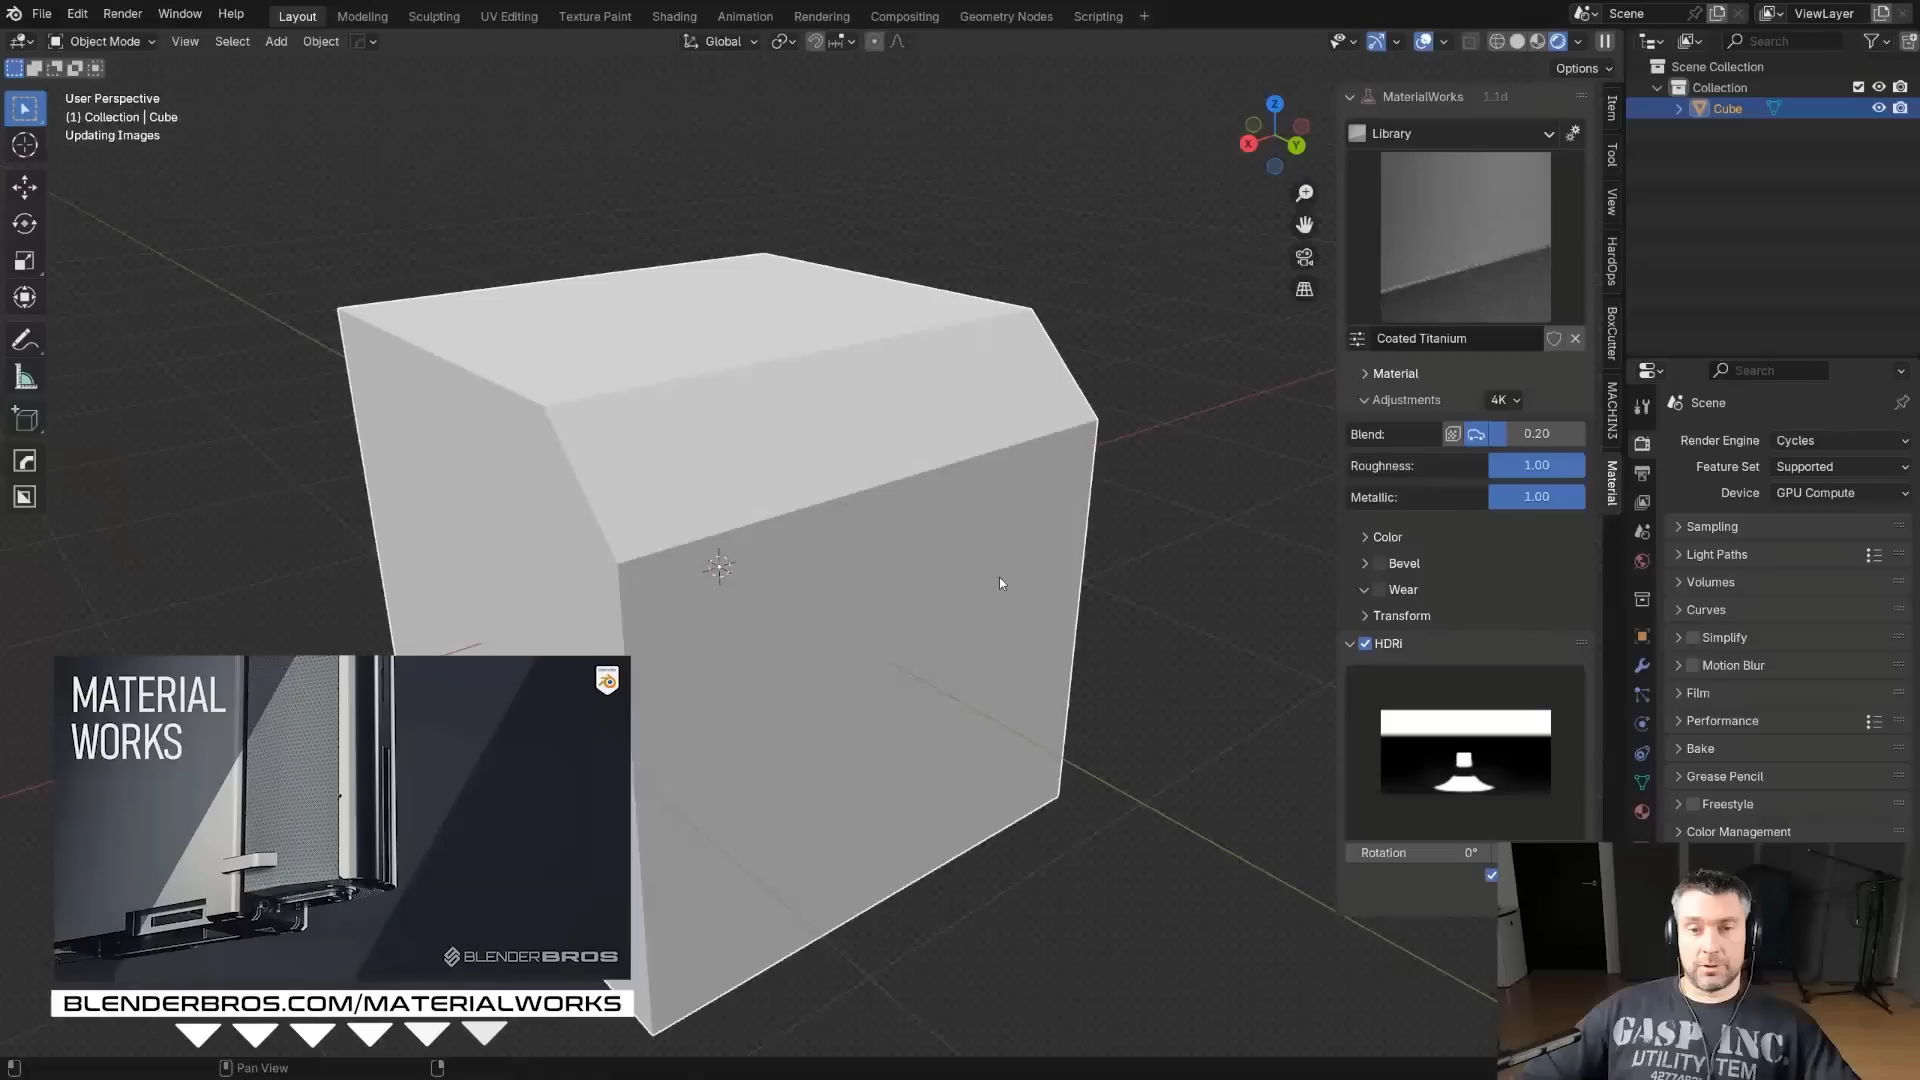 File Edit Render Window Help Layout Modeling Sculpting UV Editing Texture Paint Shading Animation Rendering Compositing Geometry Nodes Scripting + Scene ViewLayer
Object Mode View Select Add Object Global Search
Options
User Perspective
(1) Collection | Cube
Updating Images
Z
X
Y
MaterialWorks 1.1d
Library
Coated Titanium
Material
Adjustments 4K
Blend: 0.20
Roughness: 1.00
Metallic: 1.00
Color
Bevel
Wear
Transform
HDRi
Rotation 0°
Item
Tool
View
HardOps
BoxCutter
MACHIN3
Material
Scene Collection
Collection
Cube
Search
Scene
Render Engine Cycles
Feature Set Supported
Device GPU Compute
Sampling
Light Paths
Volumes
Curves
Simplify
Motion Blur
Film
Performance
Bake
Grease Pencil
Freestyle
Color Management
MATERIAL
WORKS
BLENDERBROS
BLENDERBROS.COM/MATERIALWORKS
Pan View
GASP INC.
UTILITY